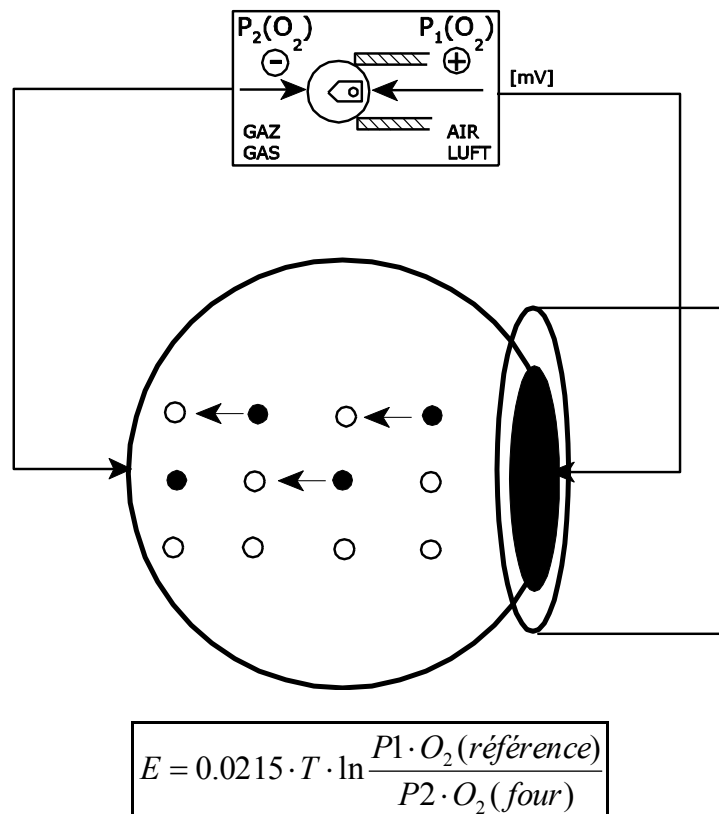 P₂(O₂) P₁(O₂)
- +
[mV]
GAZ AIR
GAS LUFT
E = 0.0215 · T · ln P1 · O₂ (référence) / P2 · O₂ (four)